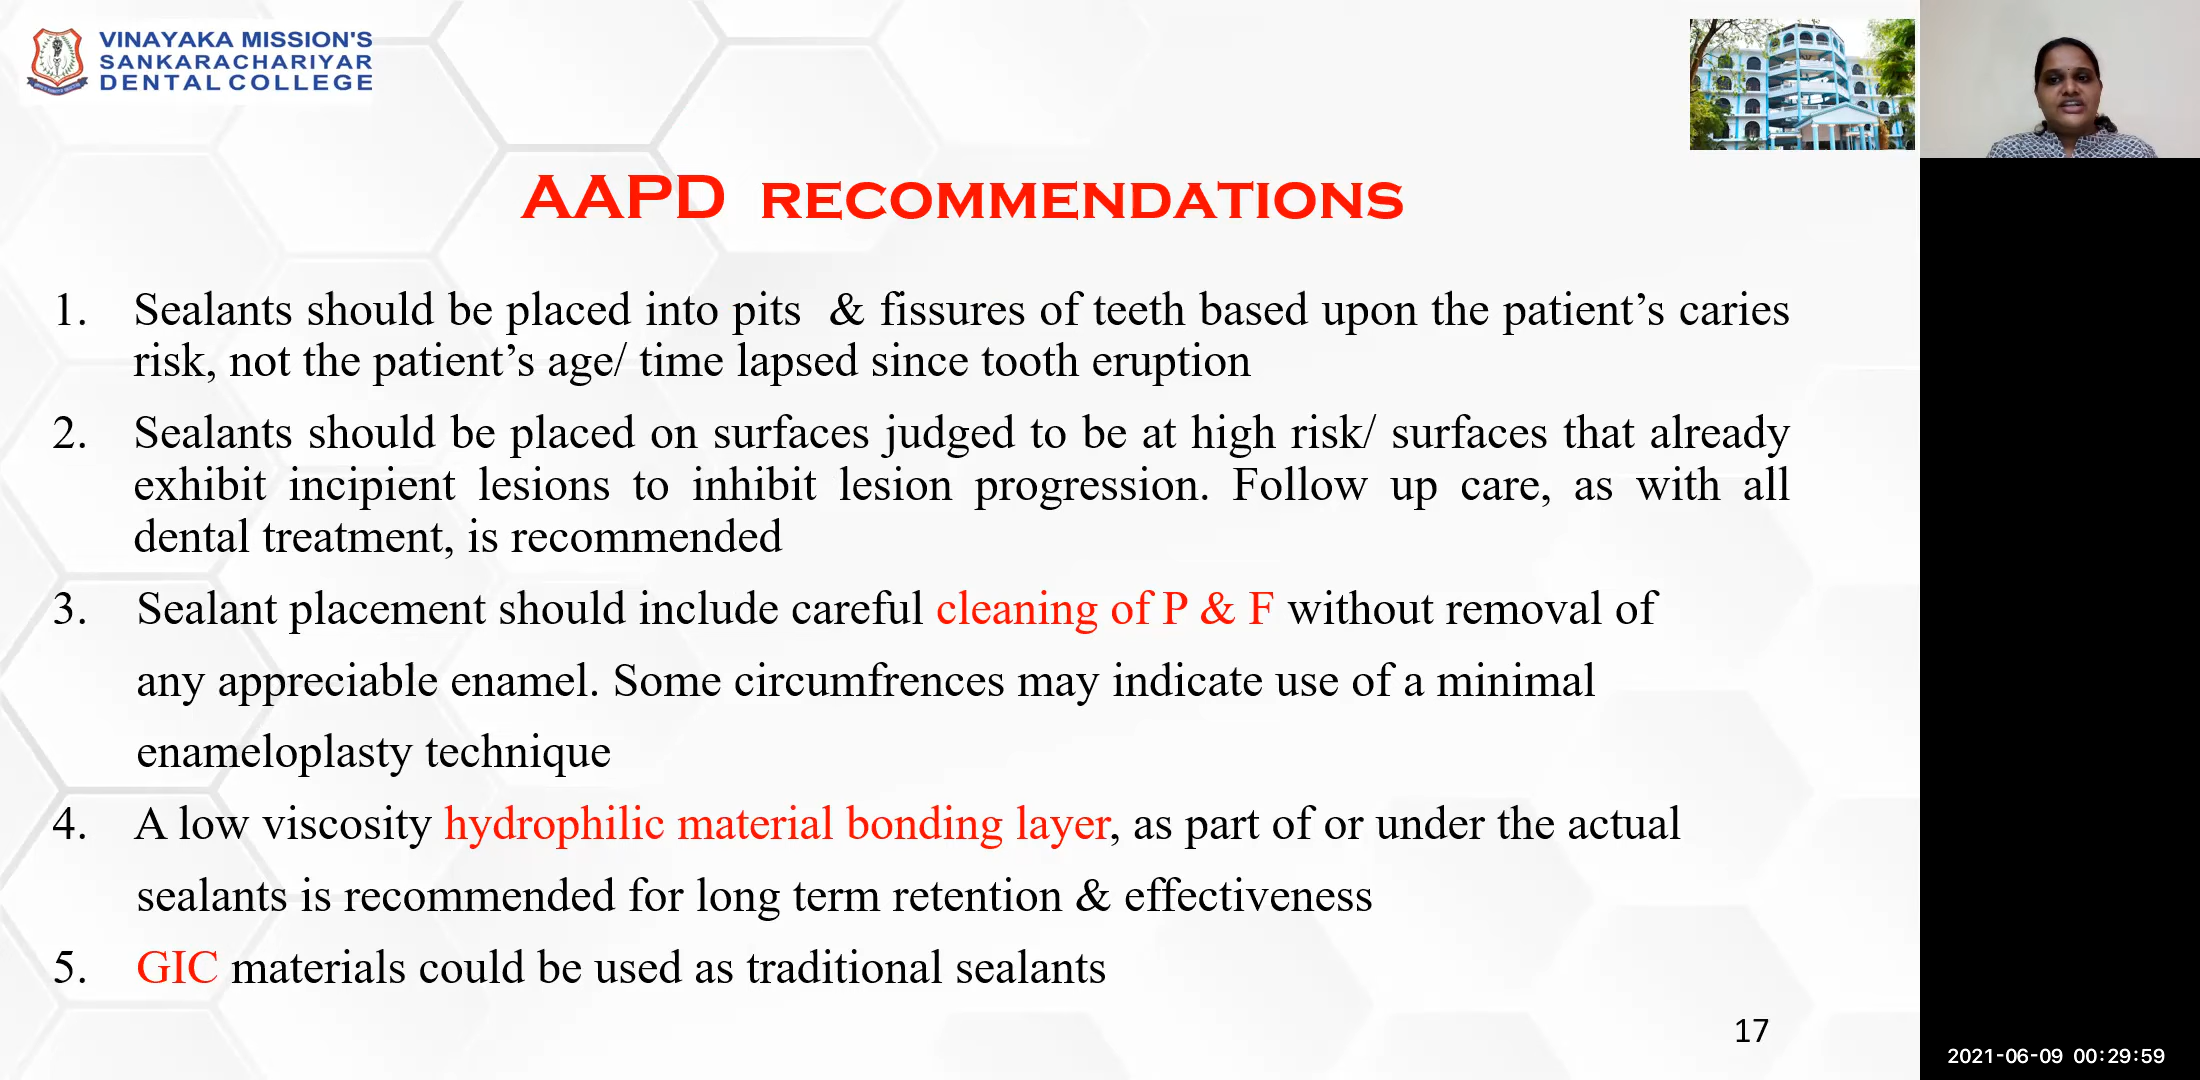 VINAYAKA MISSION'S
SANKARACHARIYAR
DENTAL COLLEGE
AAPD RECOMMENDATIONS
1. Sealants should be placed into pits & fissures of teeth based upon the patient’s caries
risk, not the patient’s age/ time lapsed since tooth eruption
2. Sealants should be placed on surfaces judged to be at high risk/ surfaces that already
exhibit incipient lesions to inhibit lesion progression. Follow up care, as with all
dental treatment, is recommended
3. Sealant placement should include careful cleaning of P & F without removal of
any appreciable enamel. Some circumfrences may indicate use of a minimal
enameloplasty technique
4. A low viscosity hydrophilic material bonding layer, as part of or under the actual
sealants is recommended for long term retention & effectiveness
5. GIC materials could be used as traditional sealants
17
2021-06-09 00:29:59